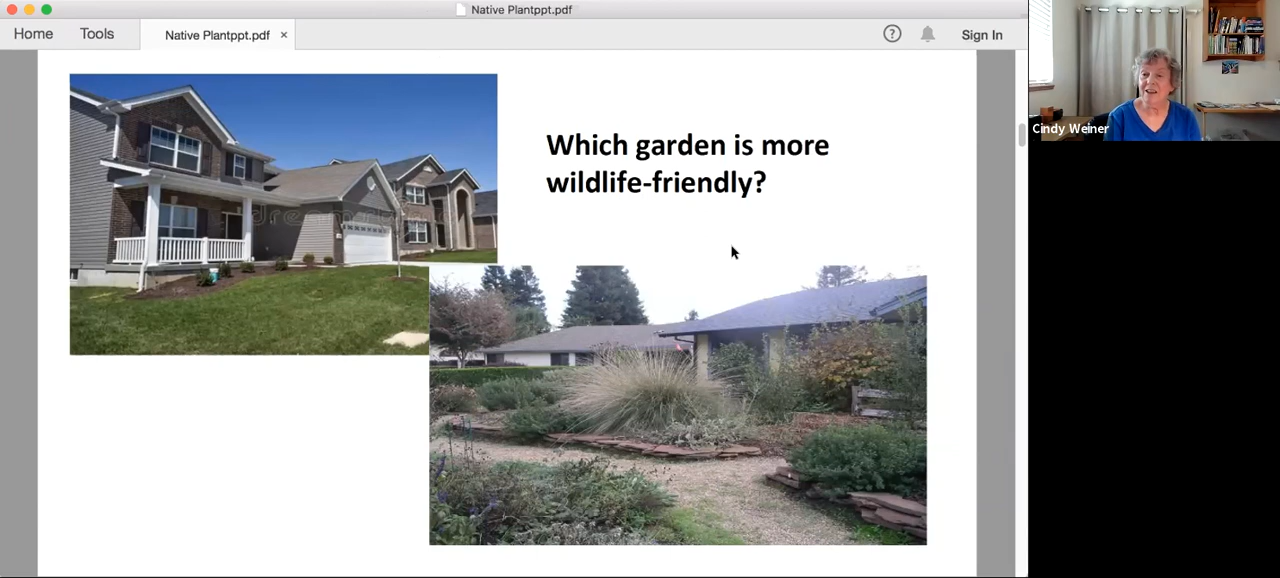 Native Plantppt.pdf
Home
Tools
Native Plantppt.pdf ×
?
Sign In
Cindy Weiner
Which garden is more
wildlife-friendly?